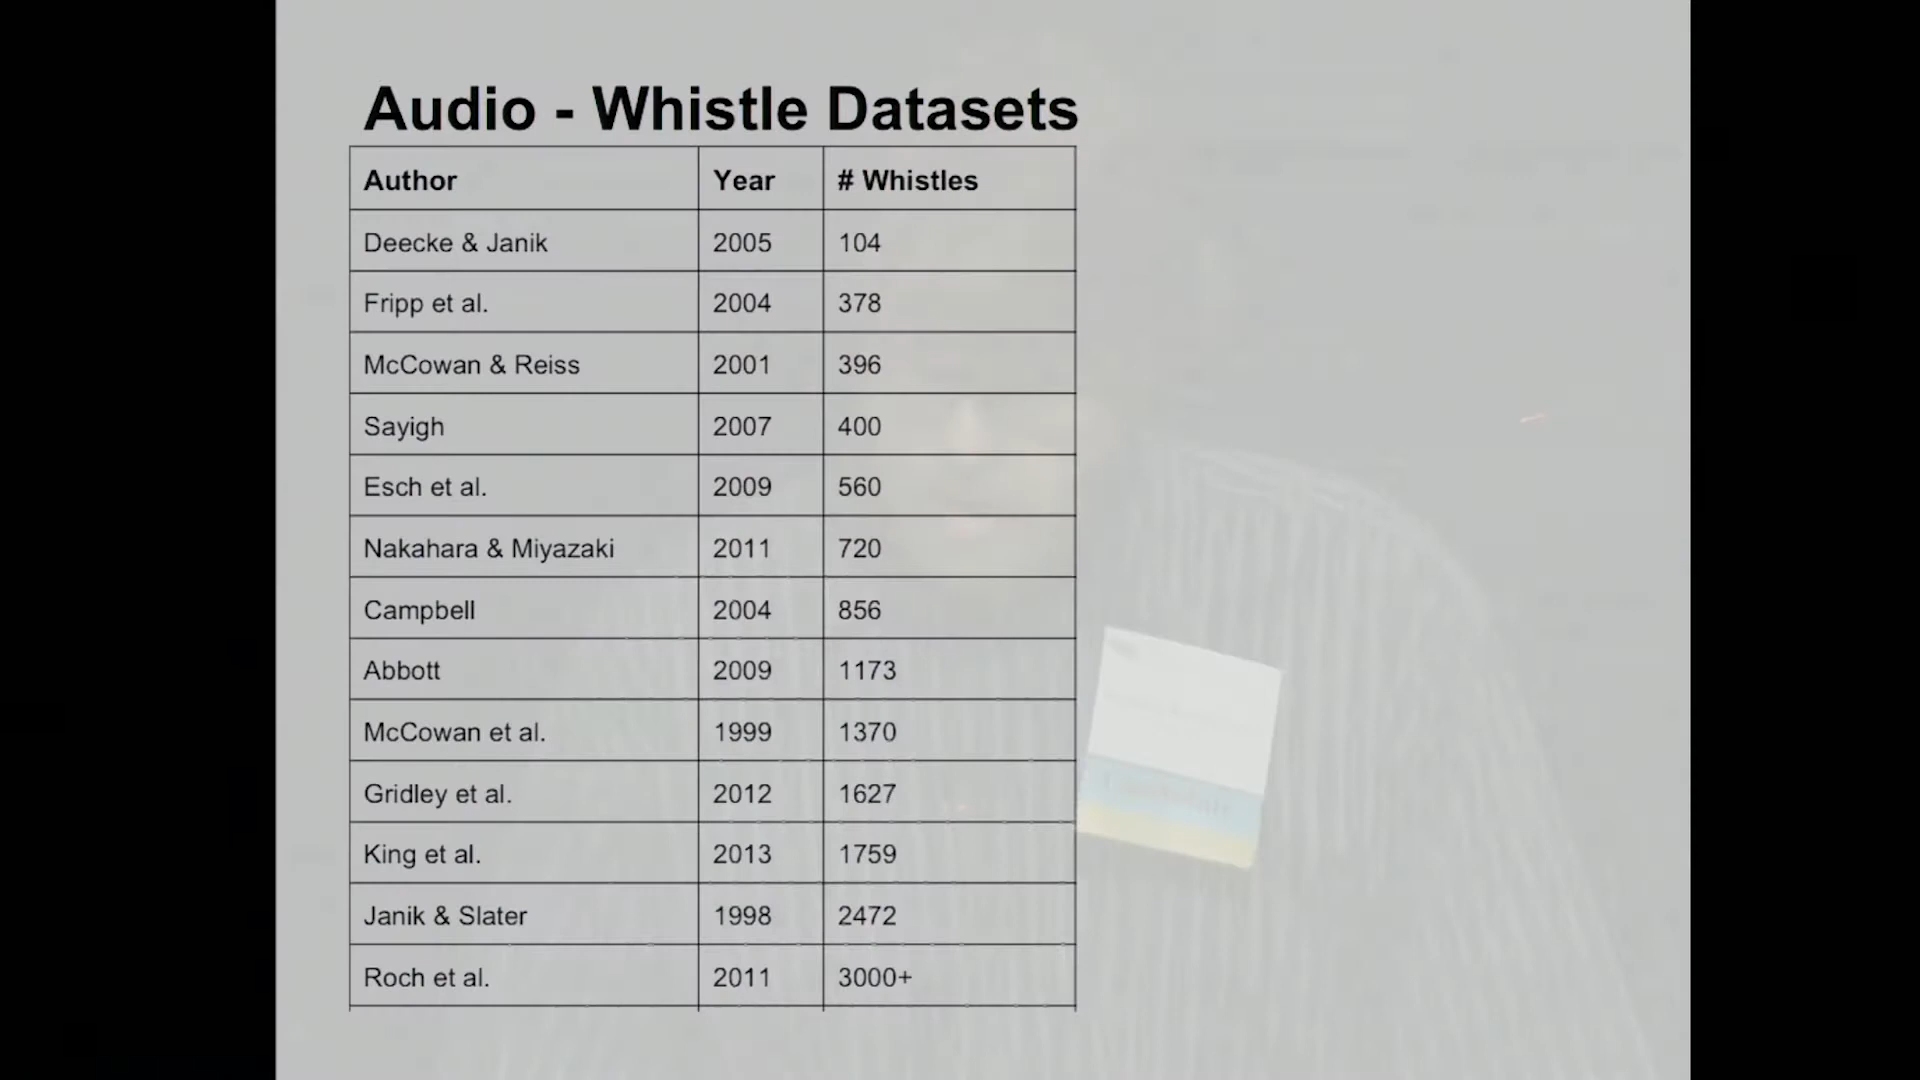 Audio - Whistle Datasets
Author Year # Whistles
Deecke & Janik 2005 104
Fripp et al. 2004 378
McCowan & Reiss 2001 396
Sayigh 2007 400
Esch et al. 2009 560
Nakahara & Miyazaki 2011 720
Campbell 2004 856
Abbott 2009 1173
McCowan et al. 1999 1370
Gridley et al. 2012 1627
King et al. 2013 1759
Janik & Slater 1998 2472
Roch et al. 2011 3000+